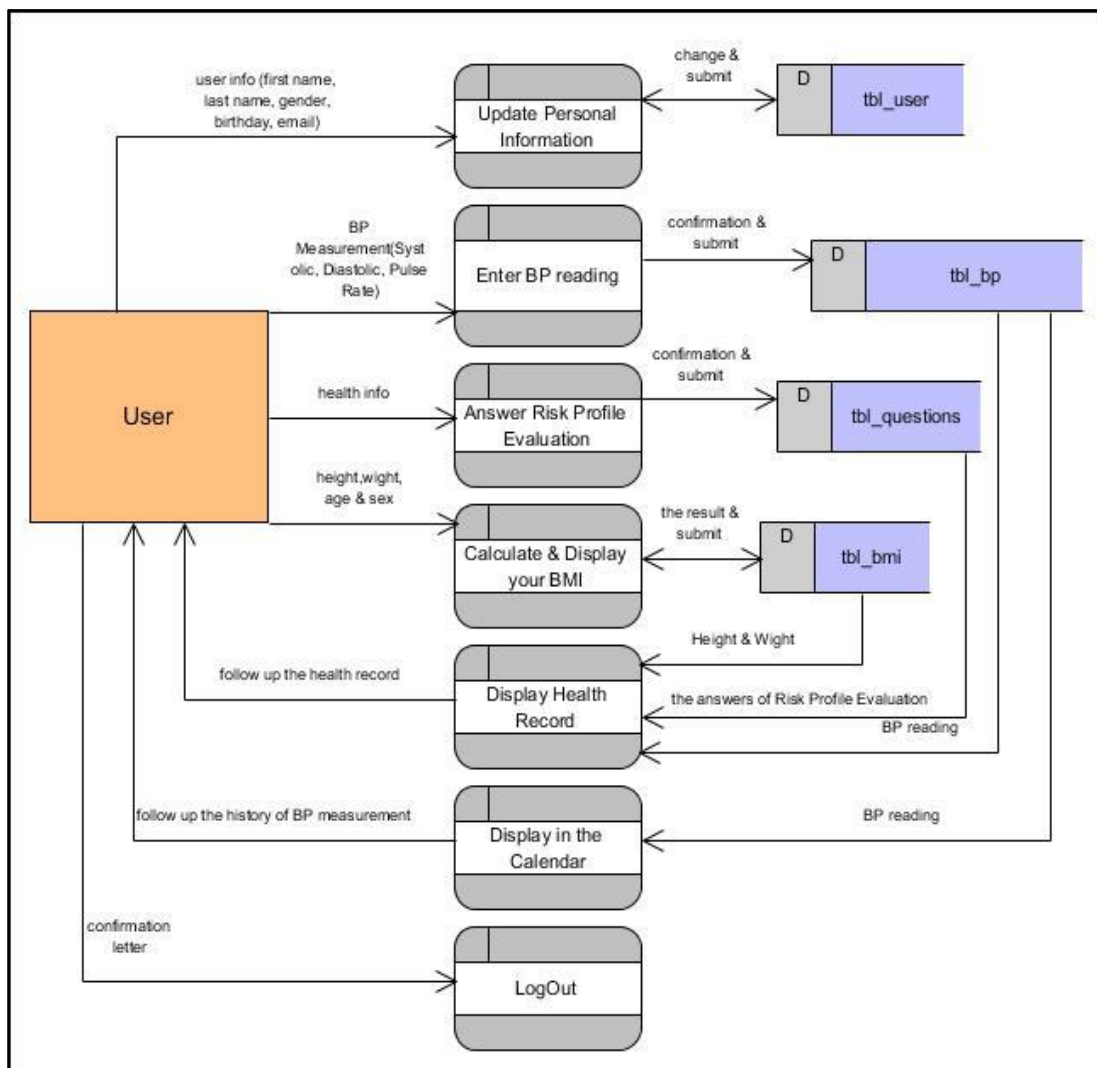 user info (first name,
last name, gender,
birthday, email)
Update Personal
Information
change &
submit
D
tbl_user
BP
Measurement(Syst
olic, Diastolic, Pulse
Rate)
Enter BP reading
confirmation &
submit
D
tbl_bp
User
health info
Answer Risk Profile
Evaluation
confirmation &
submit
D
tbl_questions
height,wight,
age & sex
Calculate & Display
your BMI
the result &
submit
D
tbl_bmi
Height & Wight
follow up the health record
Display Health
Record
the answers of Risk Profile Evaluation
BP reading
follow up the history of BP measurement
Display in the
Calendar
BP reading
confirmation
letter
LogOut